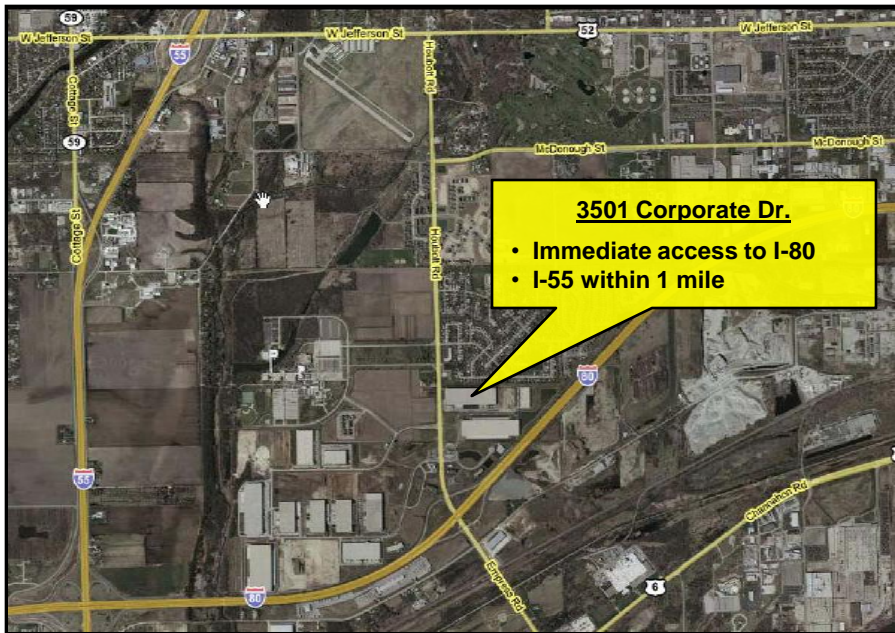 59
W Jefferson St
W Jefferson St
52
W Jefferson St
55
Houbolt Rd
Cottage St
59
McDonough St
McDonough St
3501 Corporate Dr.
• Immediate access to I-80
• I-55 within 1 mile
Cottage St
Houbolt Rd
80
55
Channahon Rd
Empress Rd
6
80